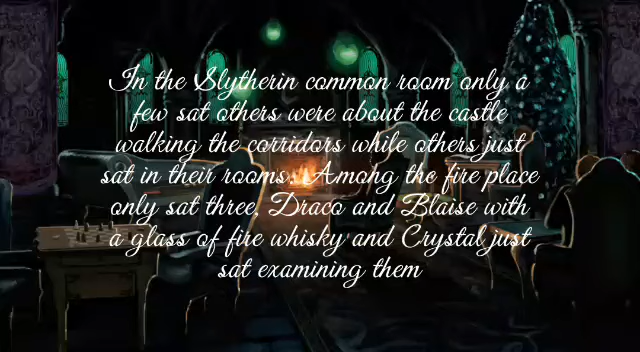 In the Slytherin common room only a
few sat others were about the castle
walking the corridors while others just
sat in their rooms. Among the fire place
only sat three, Draco and Blaise with
a glass of fire whisky and Crystal just
sat examining them